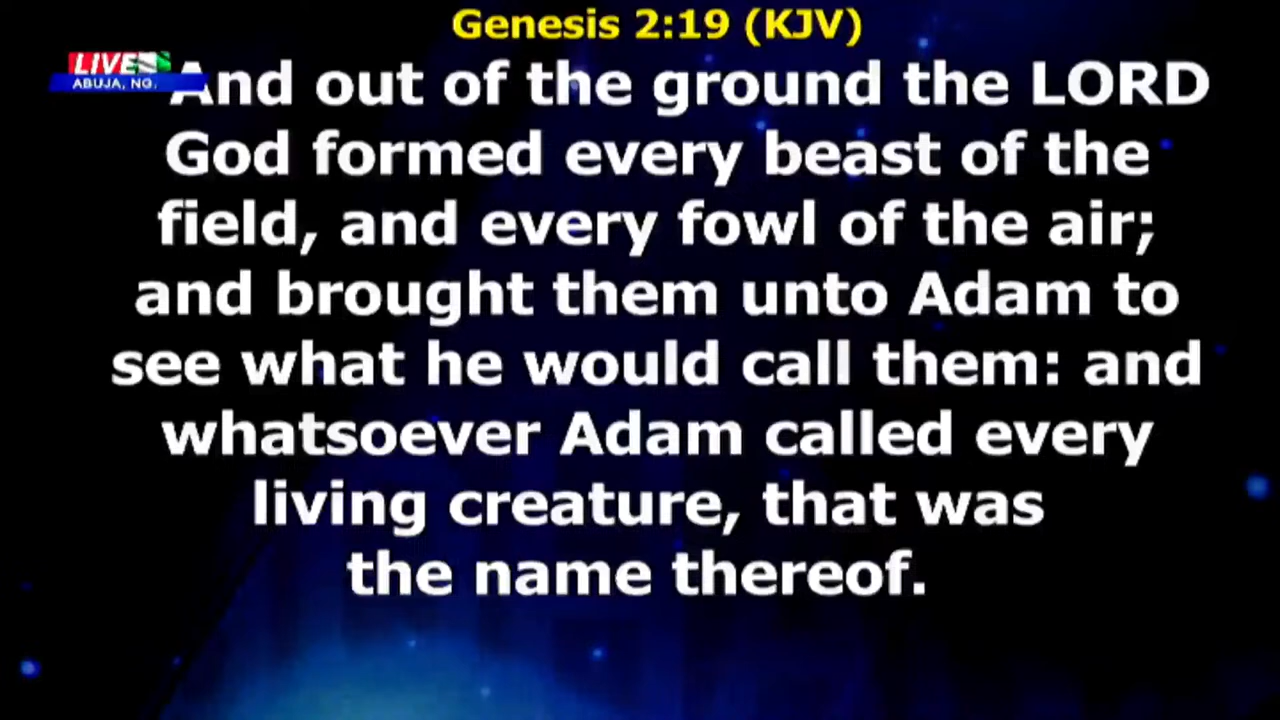 Genesis 2:19 (KJV)
LIVE
ABUJA, NG.
And out of the ground the LORD
God formed every beast of the
field, and every fowl of the air;
and brought them unto Adam to
see what he would call them: and
whatsoever Adam called every
living creature, that was
the name thereof.